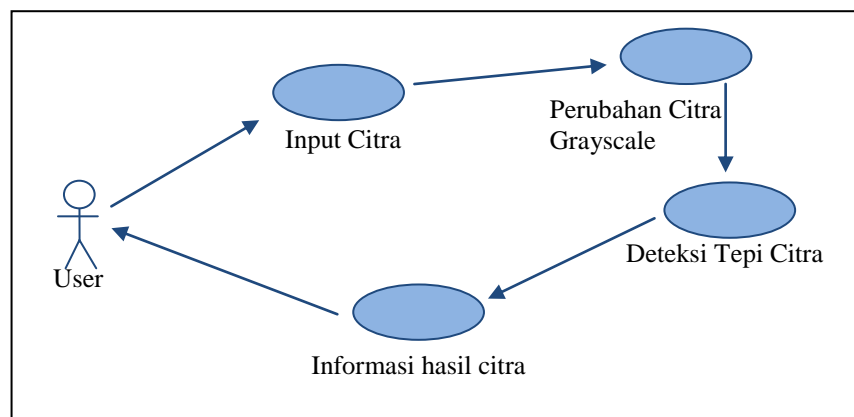 Input Citra
Perubahan Citra
Grayscale
Deteksi Tepi Citra
User
Informasi hasil citra